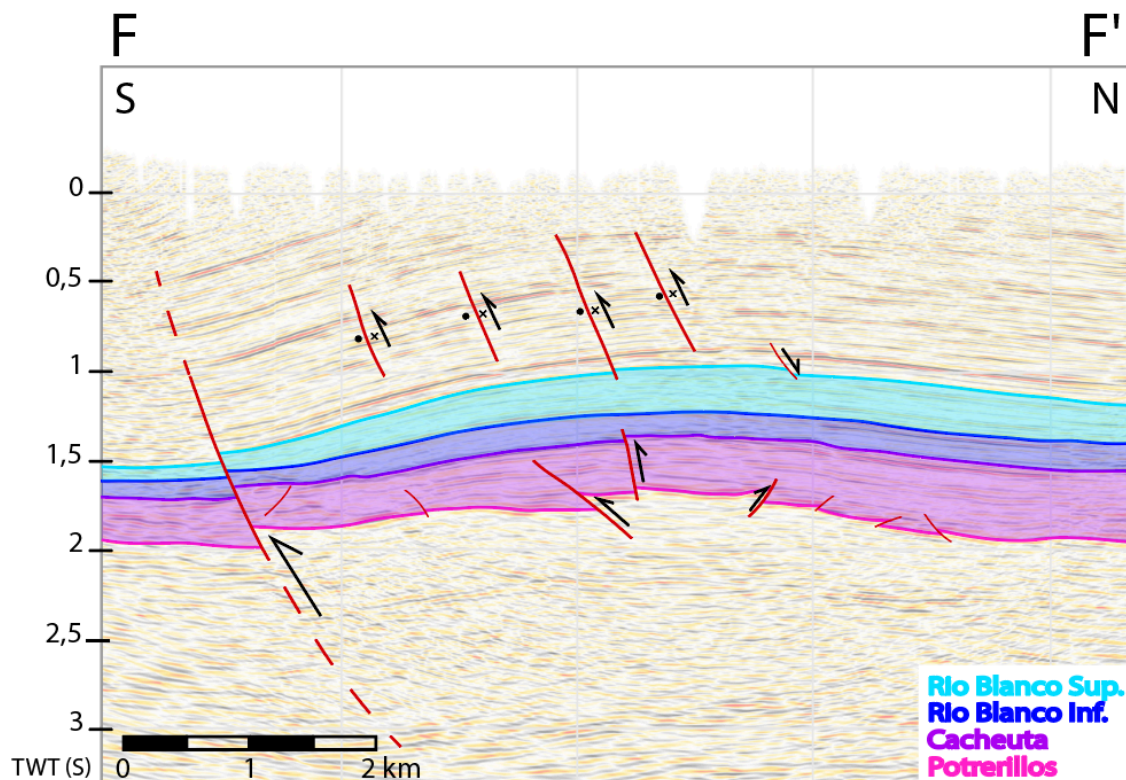 F F'
S N
0
0,5
1
1,5
2
2,5
3
TWT (S) 0 1 2 km
RIo Blanco Sup.
RIo Blanco Inf.
Cacheuta
Potrerillos